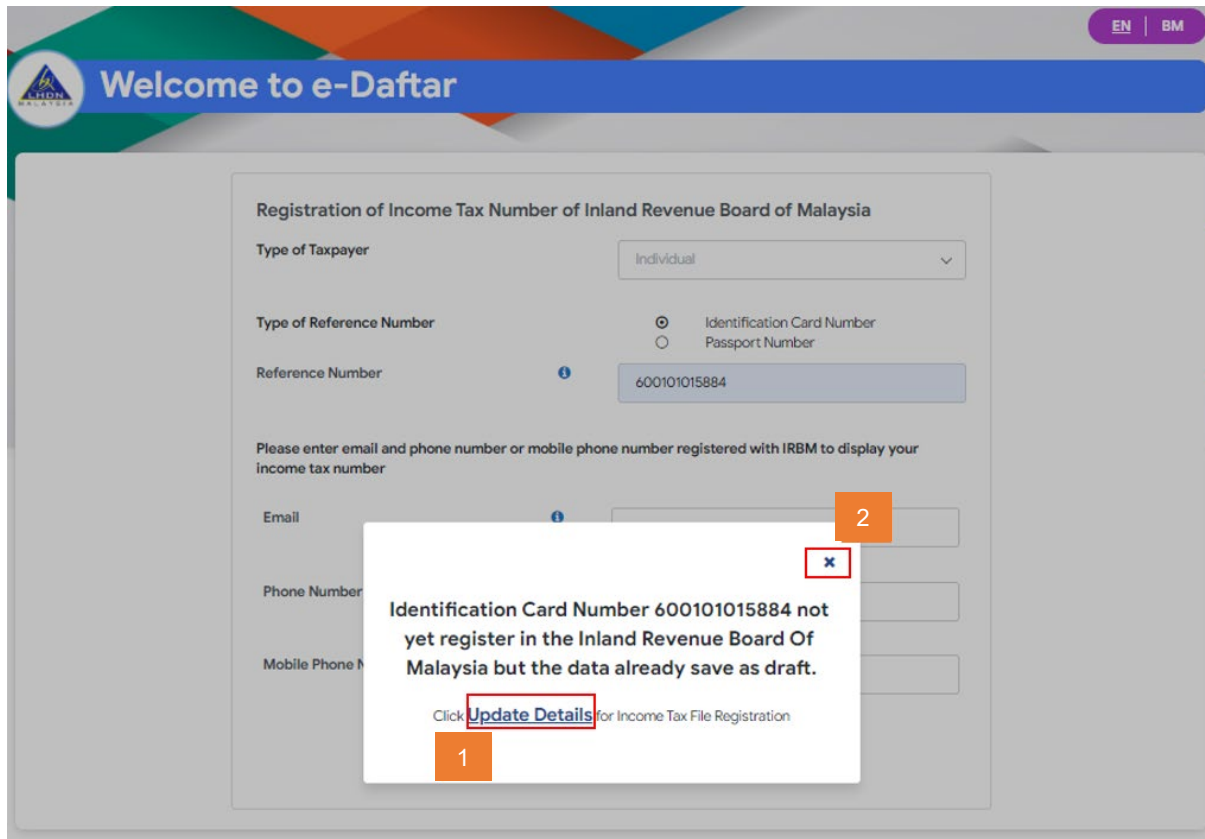 EN | BM
LHDN
MALAYSIA
Welcome to e-Daftar
Registration of Income Tax Number of Inland Revenue Board of Malaysia
Type of Taxpayer
Individual
Type of Reference Number
Identification Card Number
Passport Number
Reference Number
600101015884
Please enter email and phone number or mobile phone number registered with IRBM to display your
income tax number
Email
2
Phone Number
Identification Card Number 600101015884 not
yet register in the Inland Revenue Board Of
Malaysia but the data already save as draft.
Mobile Phone N
Click Update Details for Income Tax File Registration
1